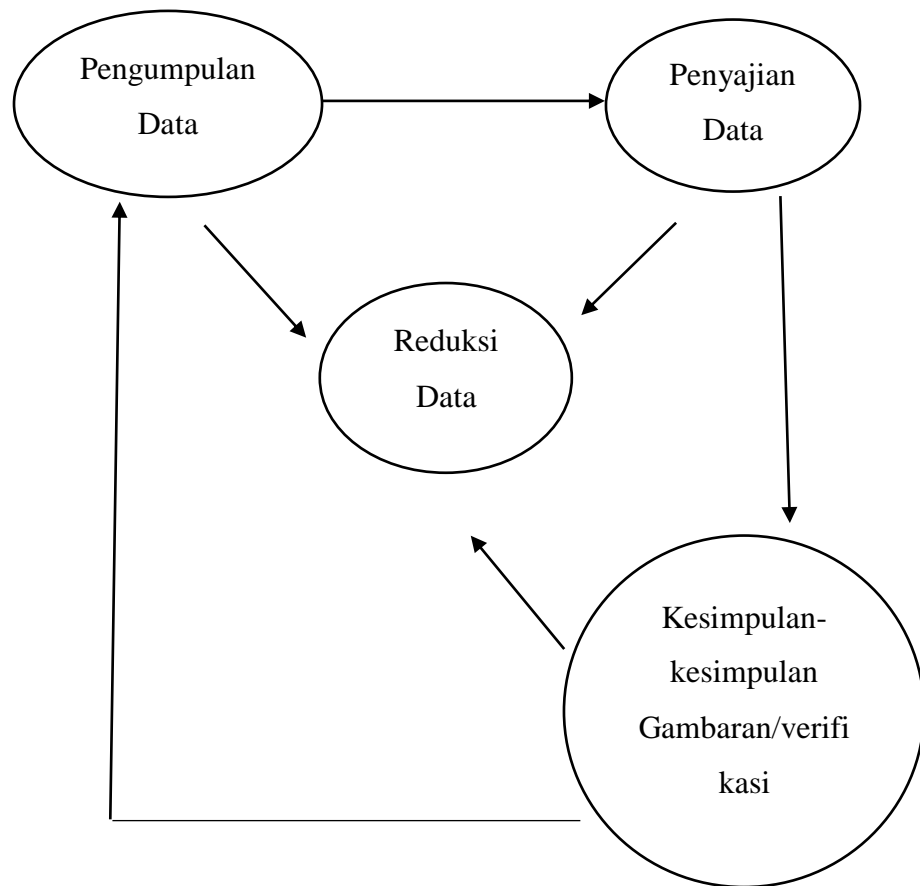 Pengumpulan
Data
Penyajian
Data
Reduksi
Data
Kesimpulan-
kesimpulan
Gambaran/verifi
kasi